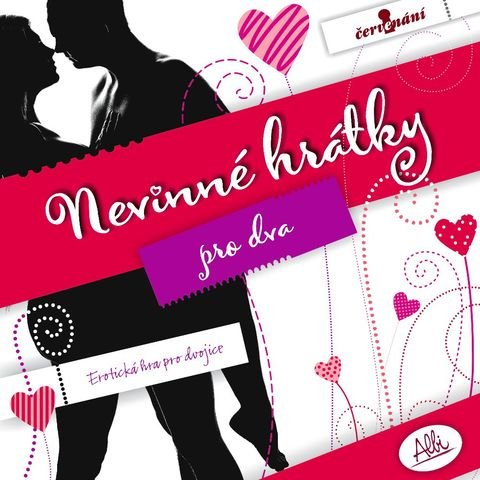 červenání
Nevinné hrátky
pro dva
Erotická hra pro dvojice
Albi